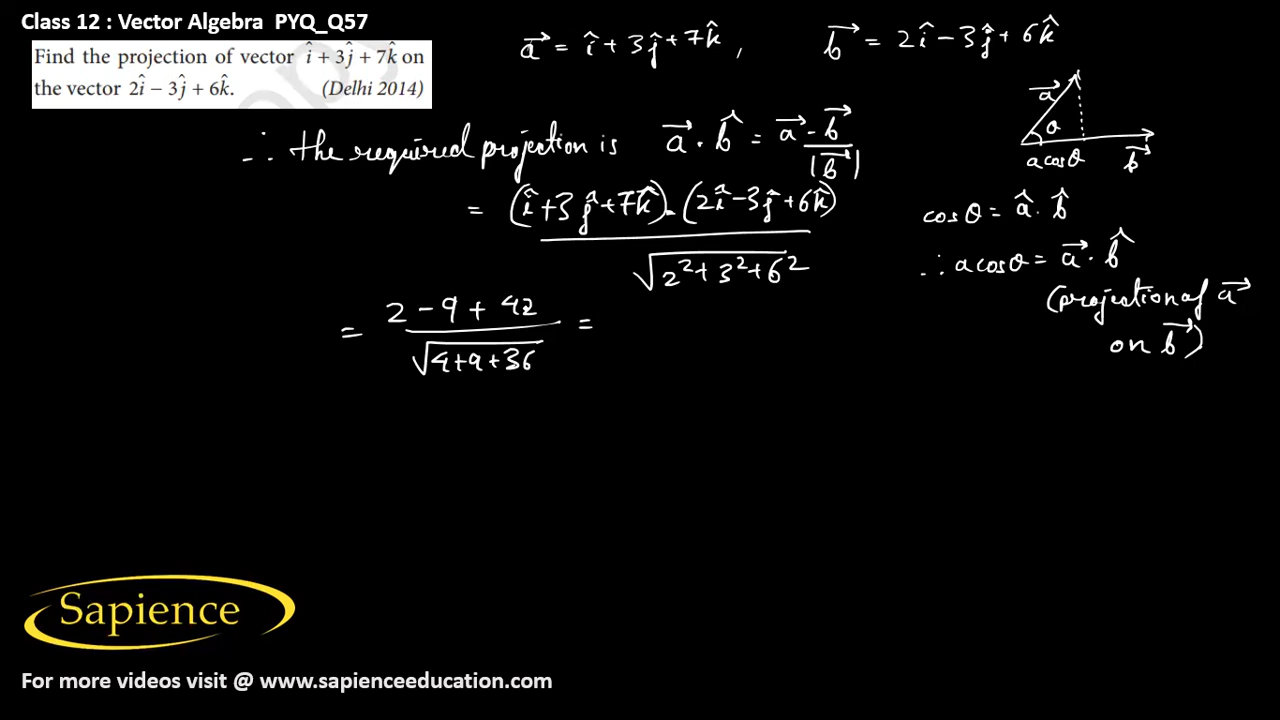 Class 12 : Vector Algebra PYQ_Q57
Find the projection of vector î + 3ĵ + 7k̂ on
the vector 2î − 3ĵ + 6k̂. (Delhi 2014)
a⃗ = î + 3ĵ + 7k̂, b⃗ = 2î − 3ĵ + 6k̂
∴ the required projection is a⃗ · b̂ = a⃗ · b⃗ / |b⃗|
= (î + 3ĵ + 7k̂) · (2î − 3ĵ + 6k̂) / √(2² + 3² + 6²)
= 2 − 9 + 42 / √(4 + 9 + 36) =
a⃗
θ
a cosθ b⃗
cosθ = â · b̂
∴ a cosθ = a⃗ · b̂
(projection of a⃗
on b⃗)
Sapience
For more videos visit @ www.sapienceeducation.com